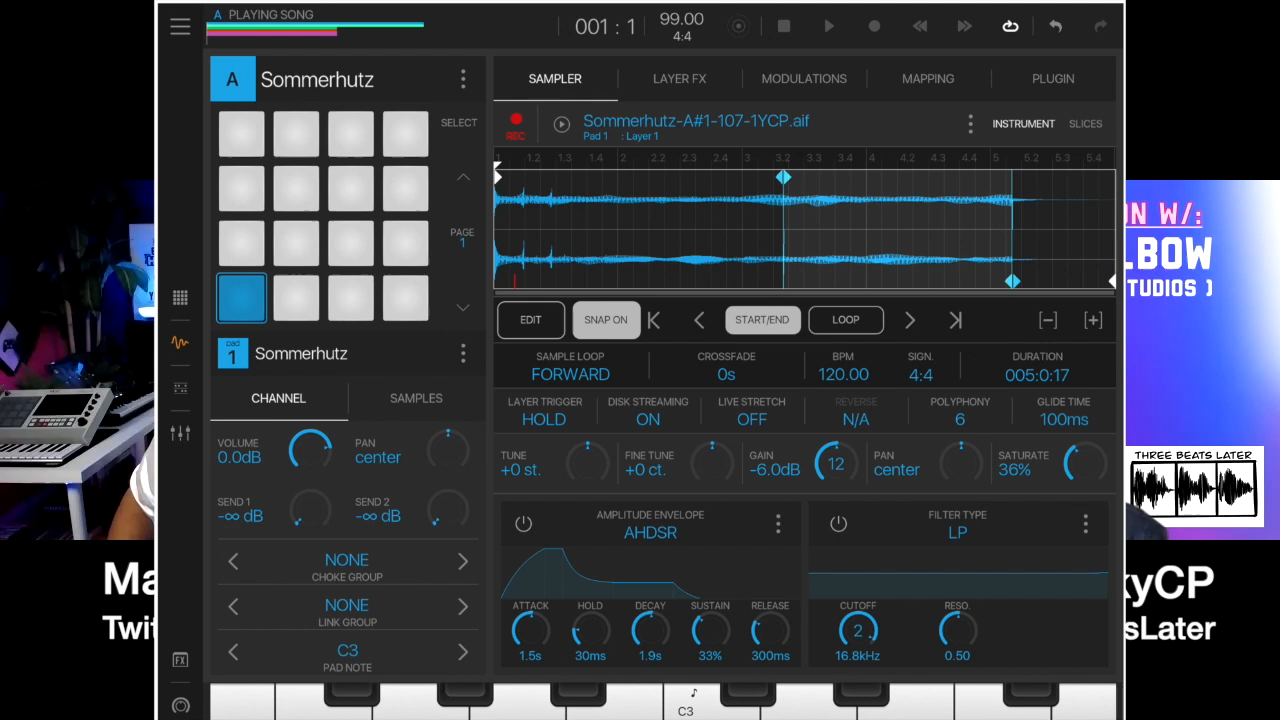 A PLAYING SONG
001 : 1
99.00
4:4
A Sommerhutz
SELECT
PAGE
1
pad
1
Sommerhutz
CHANNEL SAMPLES
VOLUME
0.0dB
PAN
center
SEND 1
-∞ dB
SEND 2
-∞ dB
NONE
CHOKE GROUP
NONE
LINK GROUP
C3
PAD NOTE
FX
SAMPLER LAYER FX MODULATIONS MAPPING PLUGIN
REC
Sommerhutz-A#1-107-1YCP.aif
Pad 1 : Layer 1
INSTRUMENT SLICES
1 1.2 1.3 1.4 2 2.2 2.3 2.4 3 3.2 3.3 3.4 4 4.2 4.3 4.4 5 5.2 5.3 5.4
EDIT SNAP ON START/END LOOP [-] [+]
SAMPLE LOOP CROSSFADE BPM SIGN. DURATION
FORWARD 0s 120.00 4:4 005:0:17
LAYER TRIGGER DISK STREAMING LIVE STRETCH REVERSE POLYPHONY GLIDE TIME
HOLD ON OFF N/A 6 100ms
TUNE FINE TUNE GAIN PAN SATURATE
+0 st. +0 ct. -6.0dB 12 center 36%
AMPLITUDE ENVELOPE
AHDSR
ATTACK HOLD DECAY SUSTAIN RELEASE
1.5s 30ms 1.9s 33% 300ms
FILTER TYPE
LP
CUTOFF RESO.
2
16.8kHz 0.50
C3
N W/:
LBOW
TUDIOS )
THREE BEATS LATER
Ma
Twit
kyCP
sLater